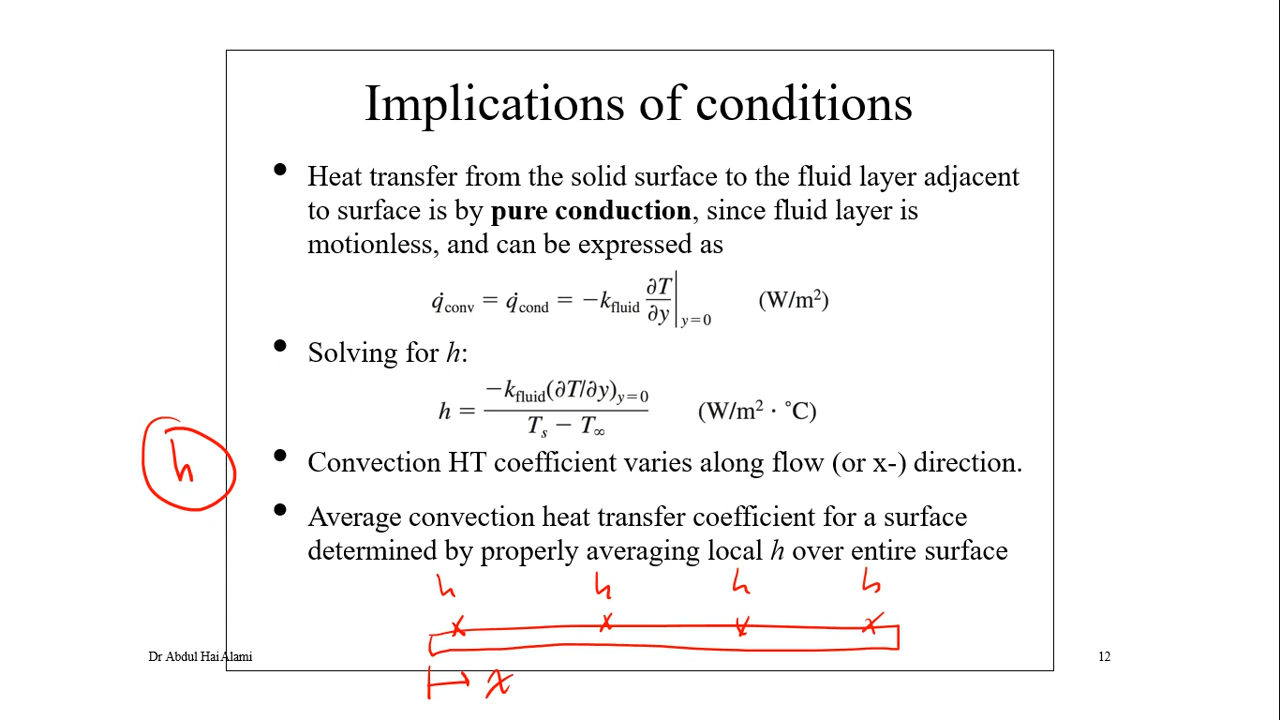 Implications of conditions
• Heat transfer from the solid surface to the fluid layer adjacent
to surface is by pure conduction, since fluid layer is
motionless, and can be expressed as
q̇conv = q̇cond = −kfluid ∂T/∂y|y=0 (W/m²)
• Solving for h:
h = −kfluid(∂T/∂y)y=0 / Ts − T∞ (W/m² · °C)
h
• Convection HT coefficient varies along flow (or x-) direction.
• Average convection heat transfer coefficient for a surface
determined by properly averaging local h over entire surface
h h h h
x x x x
Dr Abdul Hai Alami 12
x